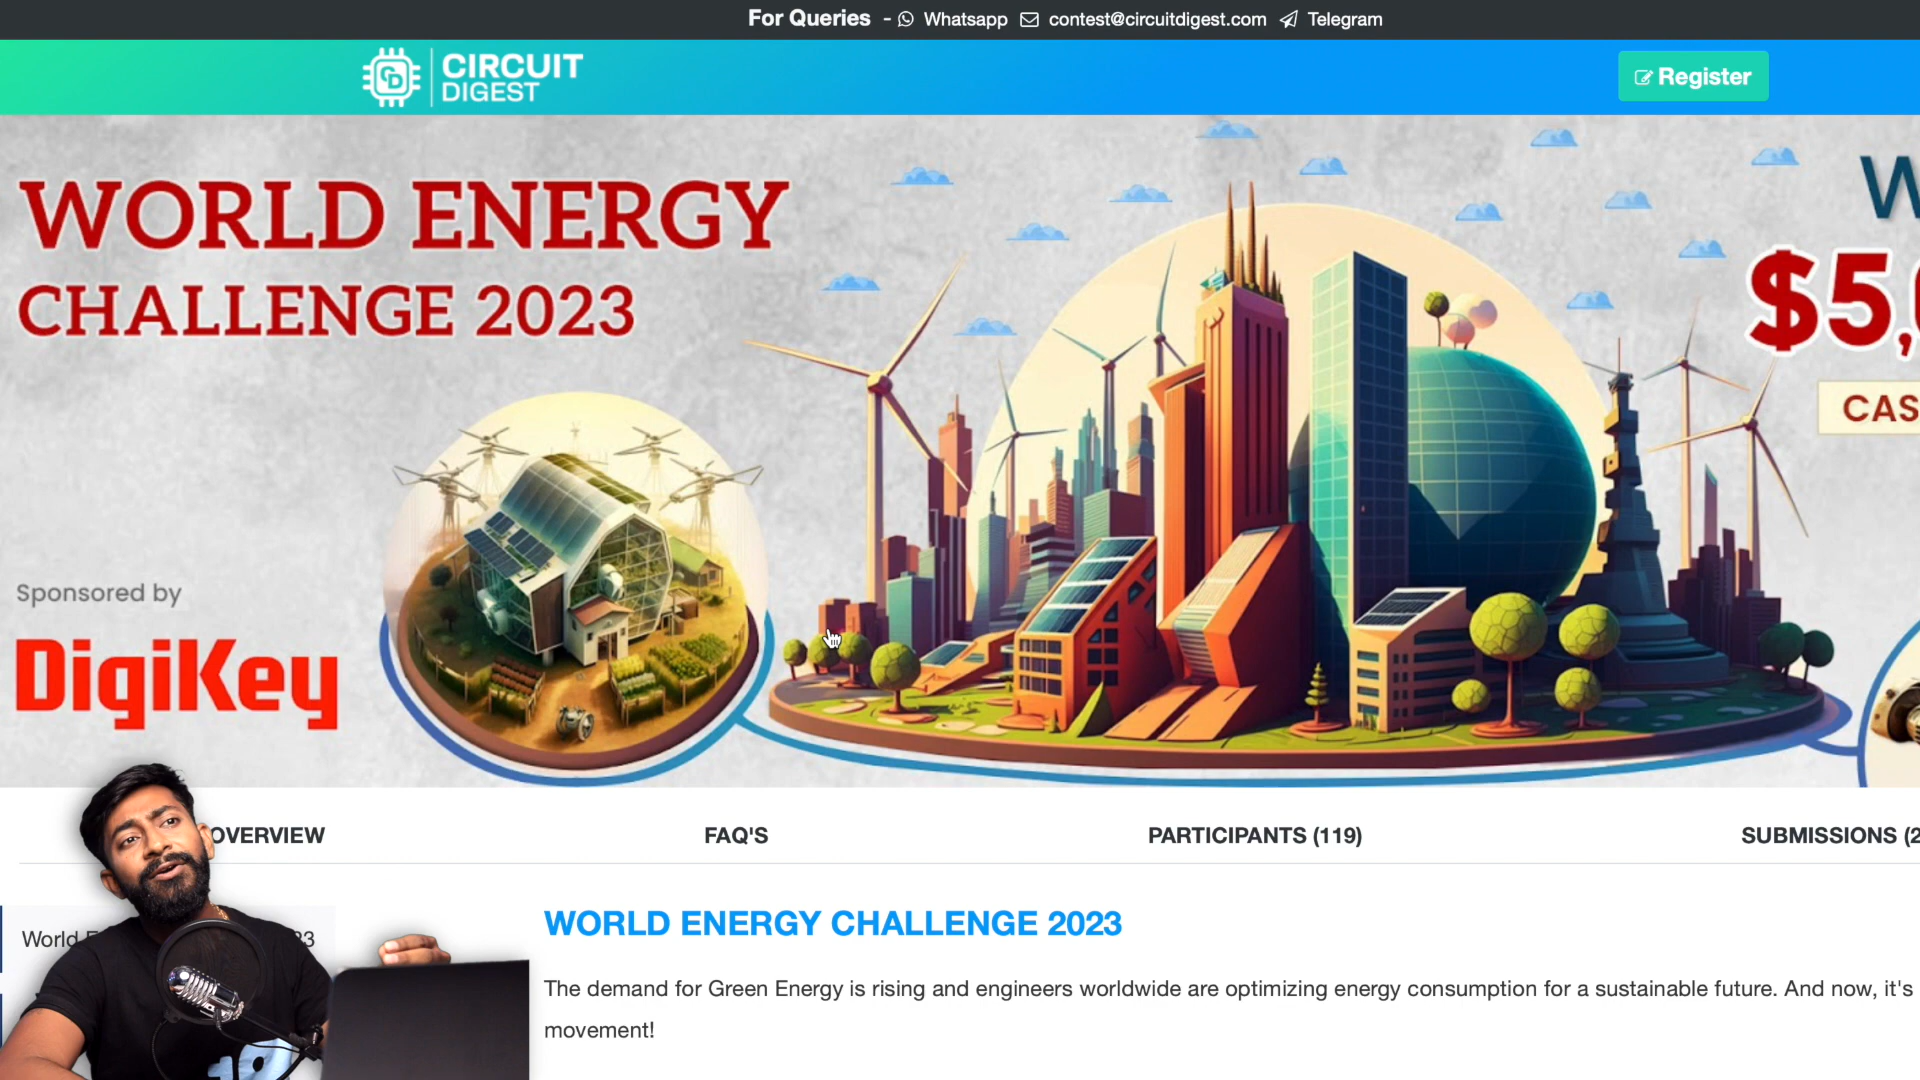 For Queries - Whatsapp contest@circuitdigest.com Telegram
CIRCUIT
DIGEST
Register
WORLD ENERGY
CHALLENGE 2023
$5,
CAS
Sponsored by
DigiKey
OVERVIEW
FAQ'S
PARTICIPANTS (119)
SUBMISSIONS (2
World
WORLD ENERGY CHALLENGE 2023
The demand for Green Energy is rising and engineers worldwide are optimizing energy consumption for a sustainable future. And now, it's
movement!